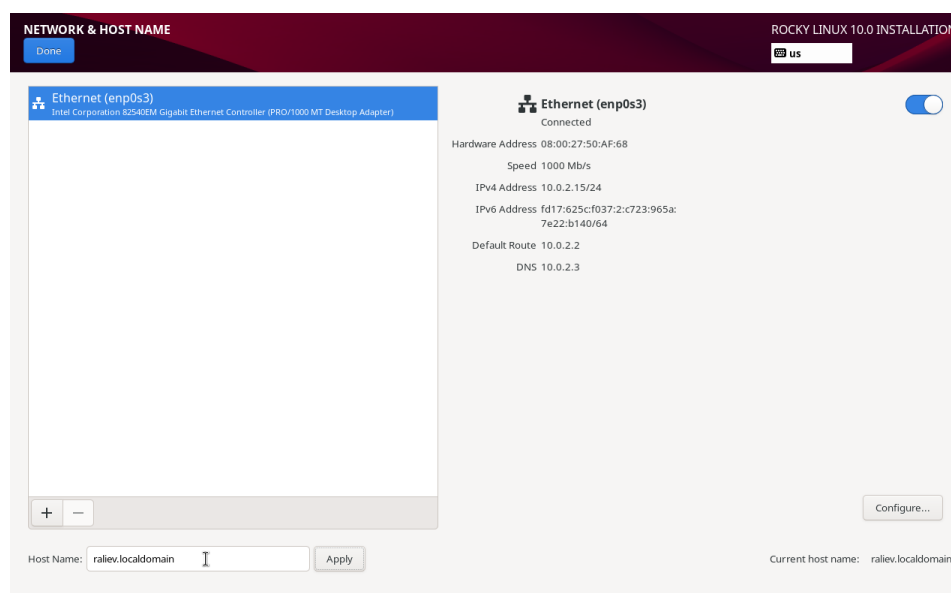 NETWORK & HOST NAME
Done
ROCKY LINUX 10.0 INSTALLATION
us
Ethernet (enp0s3)
Intel Corporation 82540EM Gigabit Ethernet Controller (PRO/1000 MT Desktop Adapter)
Ethernet (enp0s3)
Connected
Hardware Address 08:00:27:50:AF:68
Speed 1000 Mb/s
IPv4 Address 10.0.2.15/24
IPv6 Address fd17:625c:f037:2:c723:965a:
7e22:b140/64
Default Route 10.0.2.2
DNS 10.0.2.3
+ −
Configure...
Host Name: raliev.localdomain Apply
Current host name: raliev.localdomain